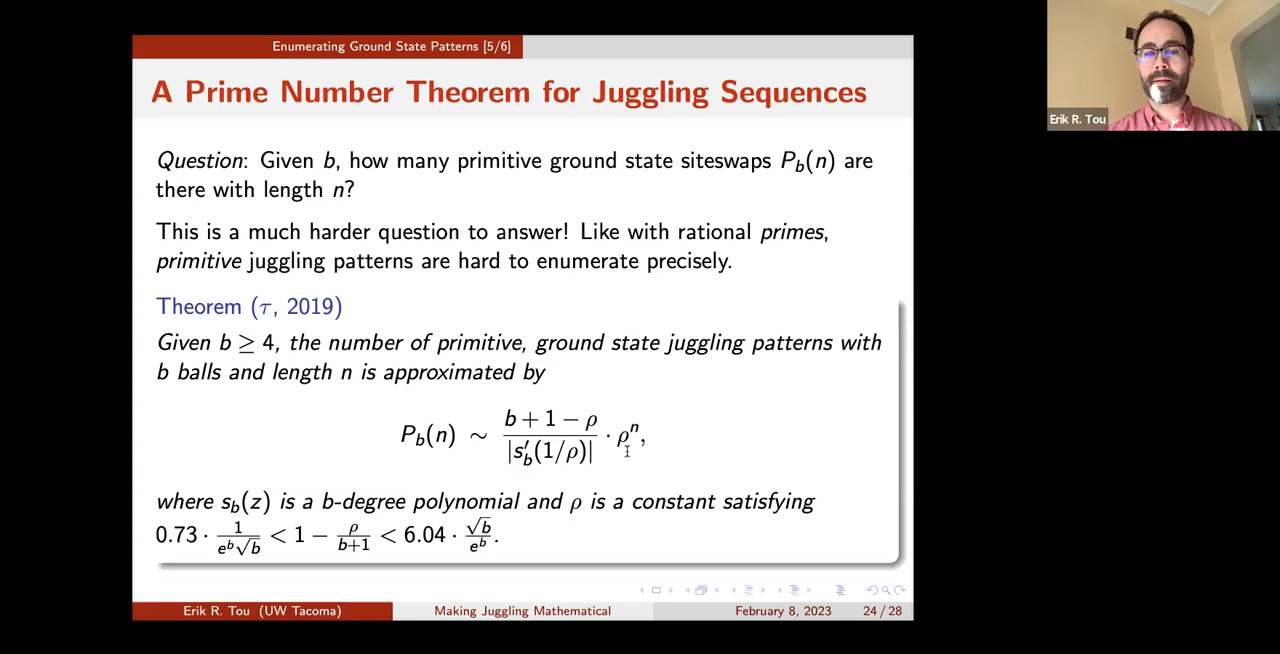 Enumerating Ground State Patterns [5/6]
A Prime Number Theorem for Juggling Sequences
Question: Given b, how many primitive ground state siteswaps P_b(n) are
there with length n?
This is a much harder question to answer! Like with rational primes,
primitive juggling patterns are hard to enumerate precisely.
Theorem (τ, 2019)
Given b ≥ 4, the number of primitive, ground state juggling patterns with
b balls and length n is approximated by
P_b(n) ~ \frac{b + 1 − ρ}{|s'_b(1/ρ)|} · ρ^n,
where s_b(z) is a b-degree polynomial and ρ is a constant satisfying
0.73 · \frac{1}{e^b√b} < 1 − \frac{ρ}{b+1} < 6.04 · \frac{√b}{e^b}.
Erik R. Tou (UW Tacoma) Making Juggling Mathematical February 8, 2023 24 / 28
Erik R. Tou